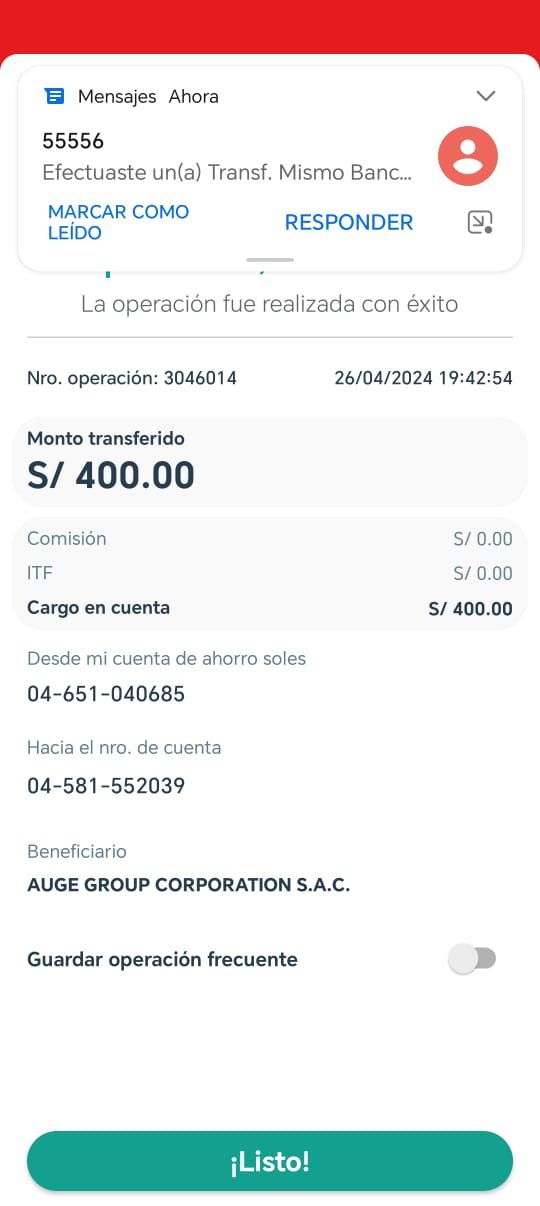 Mensajes Ahora
55556
Efectuaste un(a) Transf. Mismo Banc...
MARCAR COMO LEÍDO
RESPONDER
La operación fue realizada con éxito
Nro. operación: 3046014 26/04/2024 19:42:54
Monto transferido
S/ 400.00
Comisión S/ 0.00
ITF S/ 0.00
Cargo en cuenta S/ 400.00
Desde mi cuenta de ahorro soles
04-651-040685
Hacia el nro. de cuenta
04-581-552039
Beneficiario
AUGE GROUP CORPORATION S.A.C.
Guardar operación frecuente
¡Listo!